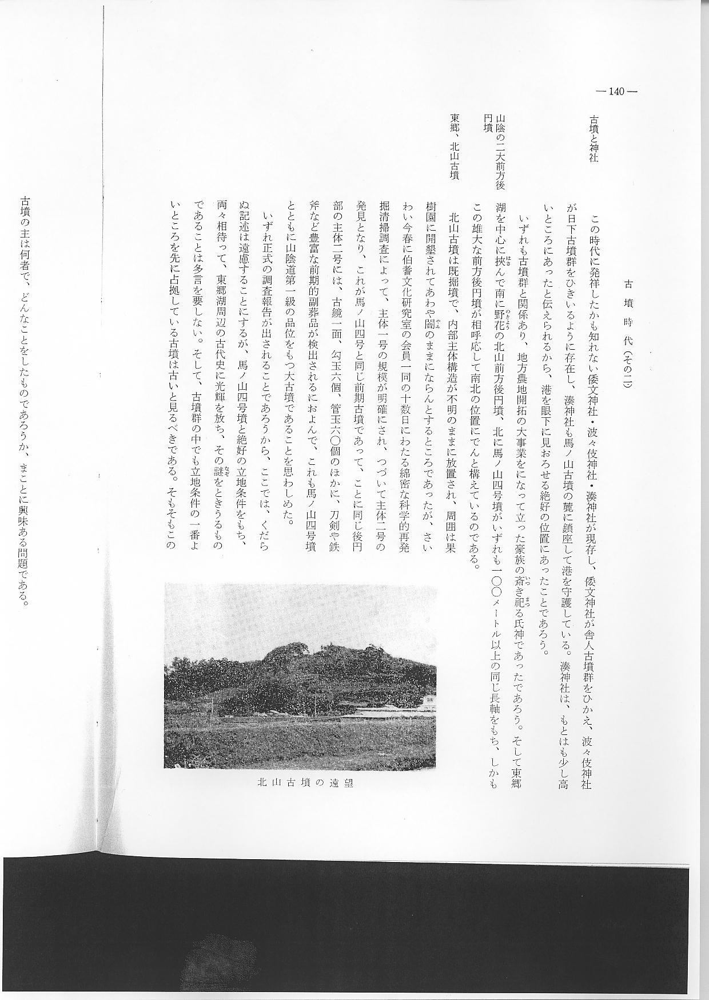 ― 140 ―
古墳時代(その二)
古墳と神社
この時代に発祥したかも知れない倭文神社・波々伎神社・湊神社が現存し、倭文神社が舎人古墳群をひかえ、波々伎神社
が日下古墳群をひきいるように存在し、湊神社も馬ノ山古墳の麓に鎖座して港を守護している。湊神社は、もとはも少し高
いところにあったと伝えられるから、港を眼下に見おろせる絶好の位置にあったことであろう。
いずれも古墳群と関係あり、地方農地開拓の大事業をになって立った豪族の斎き祀る氏神であったであろう。そして東郷
山陰の二大前方後
円墳
湖を中心に挾んで南に野花の北山前方後円墳、北に馬ノ山四号墳がいずれも一〇〇メートル以上の同じ長軸をもち、しかも
この雄大な前方後円墳が相呼応して南北の位置にでんと構えているのである。
東郷、北山古墳
北山古墳は既掘墳で、内部主体構造が不明のままに放置され、周囲は果
樹園に開墾されてあわや闇のままにならんとするところであったが、さい
わい今春に伯耆文化研究室の会員一同の十数日にわたる綿密な科学的再発
掘清掃調査によって、主体一号の規模が明確にされ、つづいて主体二号の
発見となり、これが馬ノ山四号と同じ前期古墳であって、ことに同じ後円
部の主体二号には、古鏡一面、勾玉六個、管玉六〇個のほかに、刀剣や鉄
斧など豊富な前期的副葬品が検出されるにおよんで、これも馬ノ山四号墳
とともに山陰道第一級の品位をもつ大古墳であることを思わしめた。
いずれ正式の調査報告が出されることであろうから、ここでは、くだら
ぬ記述は遠慮することにするが、馬ノ山四号墳と絶好の立地条件をもち、
両々相待って、東郷湖周辺の古代史に光輝を放ち、その謎をときうるもの
であることは多言を要しない。そして、古墳群の中でも立地条件の一番よ
いところを先に占拠している古墳は古いと見るべきである。そもそもこの
北山古墳の遠望
古墳の主は何者で、どんなことをしたものであろうか、まことに興味ある問題である。